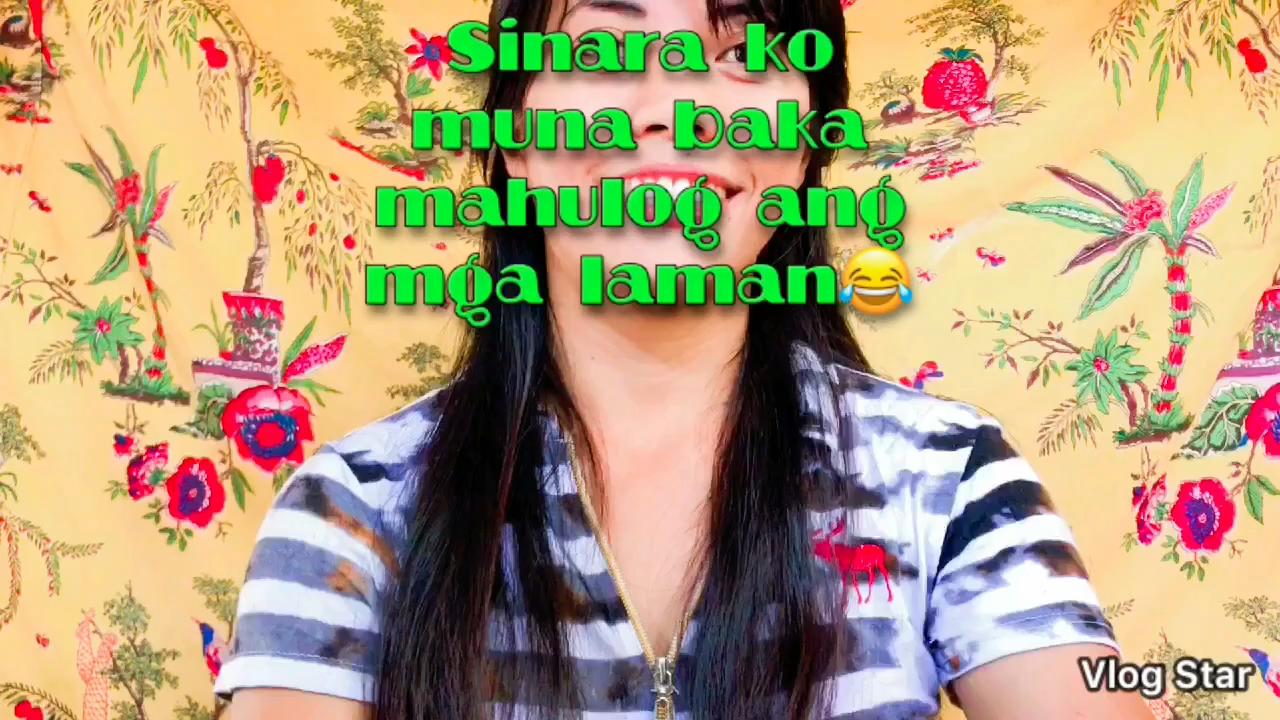 Sinara ko
muna baka
mahulog ang
mga laman😂
Vlog Star